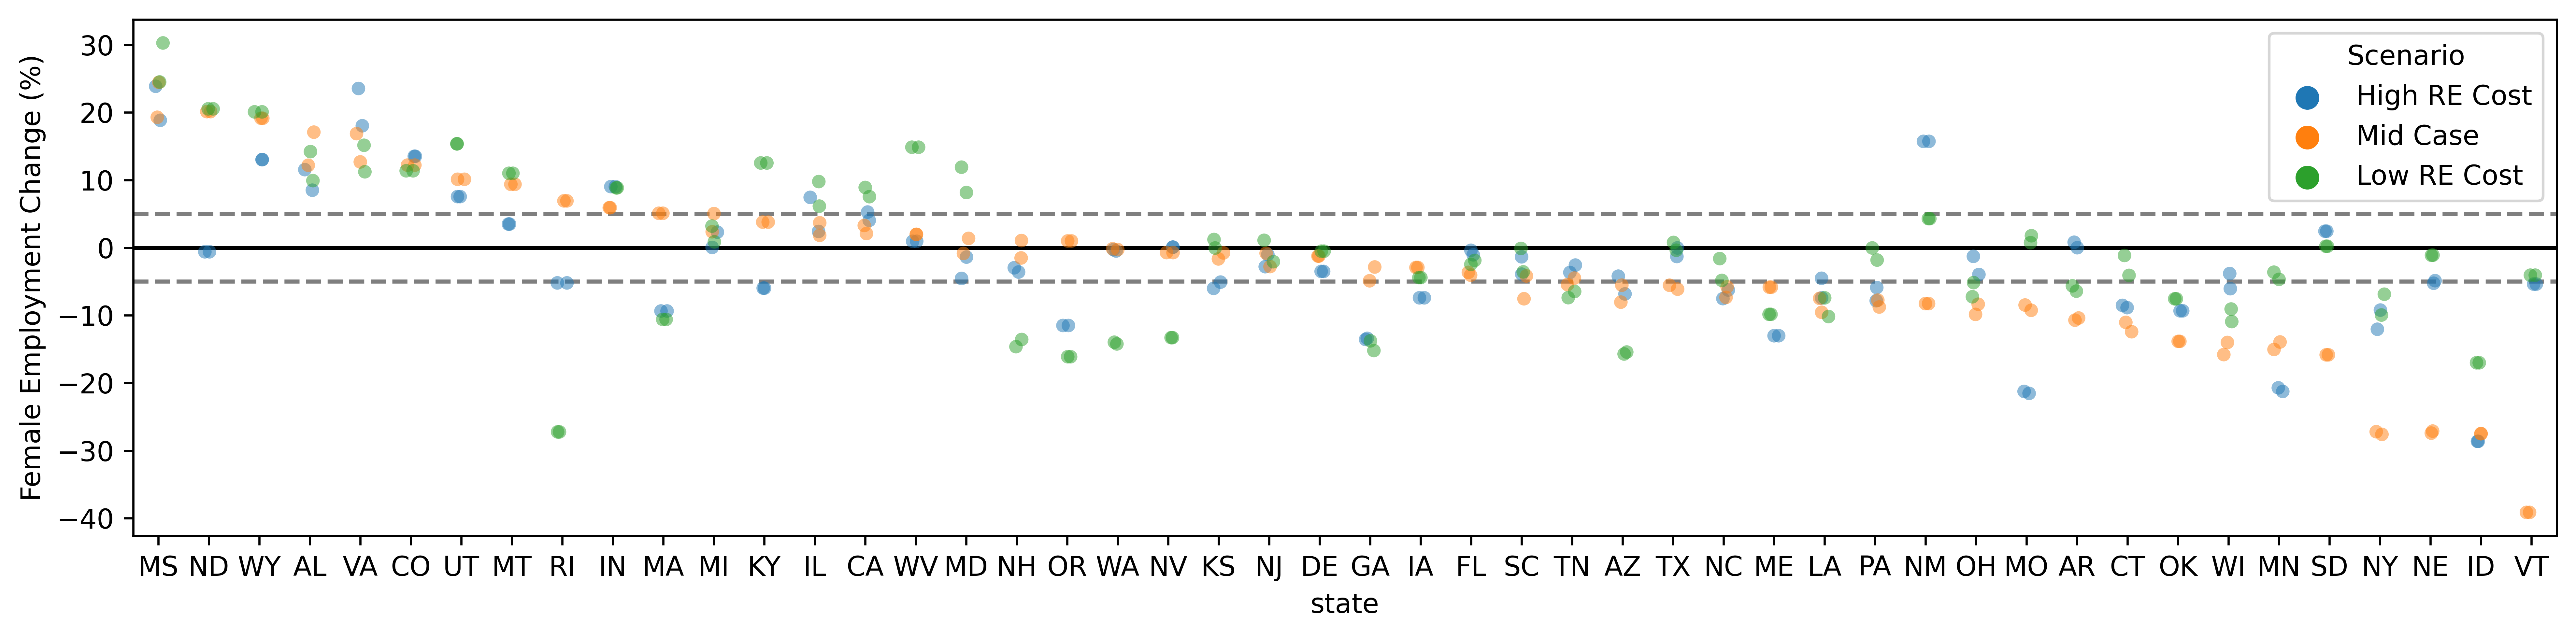 Female Employment Change (%)
30
20
10
0
−10
−20
−30
−40
Scenario
High RE Cost
Mid Case
Low RE Cost
MS ND WY AL VA CO UT MT RI IN MA MI KY IL CA WV MD NH OR WA NV KS NJ DE GA IA FL SC TN AZ TX NC ME LA PA NM OH MO AR CT OK WI MN SD NY NE ID VT
state